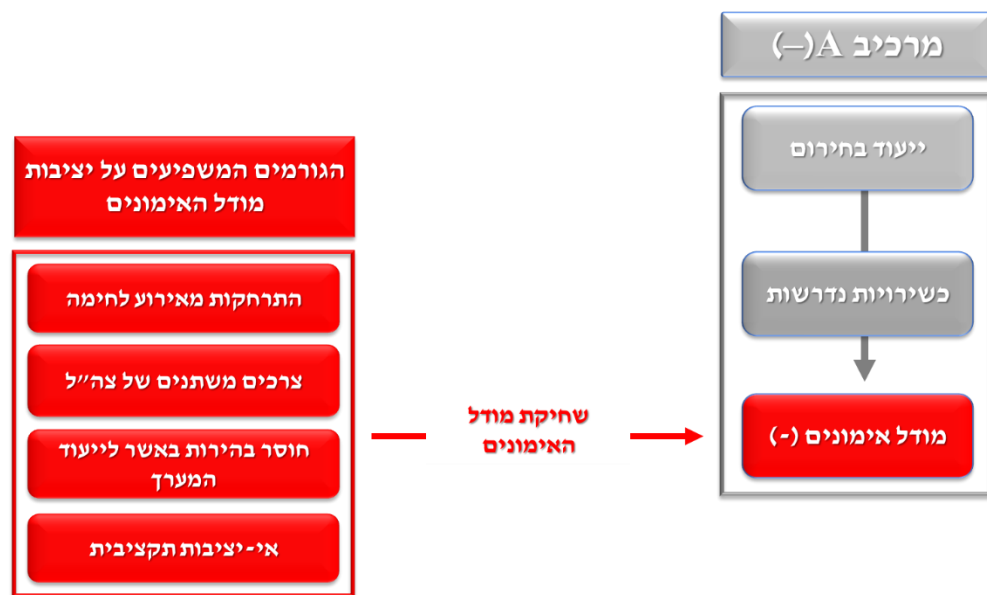 מרכיב A(–)
ייעוד בחירום
כשירויות נדרשות
מודל אימונים (-)
שחיקת מודל
האימונים
הגורמים המשפיעים על יציבות
מודל האימונים
התרחקות מאירוע לחימה
צרכים משתנים של צה״ל
חוסר בהירות באשר לייעוד
המערך
אי-יציבות תקציבית